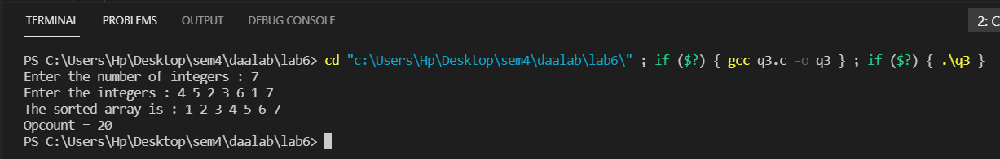 TERMINAL PROBLEMS OUTPUT DEBUG CONSOLE 2: C
PS C:\Users\Hp\Desktop\sem4\daalab\lab6> cd "c:\Users\Hp\Desktop\sem4\daalab\lab6\" ; if ($?) { gcc q3.c -o q3 } ; if ($?) { .\q3 }
Enter the number of integers : 7
Enter the integers : 4 5 2 3 6 1 7
The sorted array is : 1 2 3 4 5 6 7
Opcount = 20
PS C:\Users\Hp\Desktop\sem4\daalab\lab6>